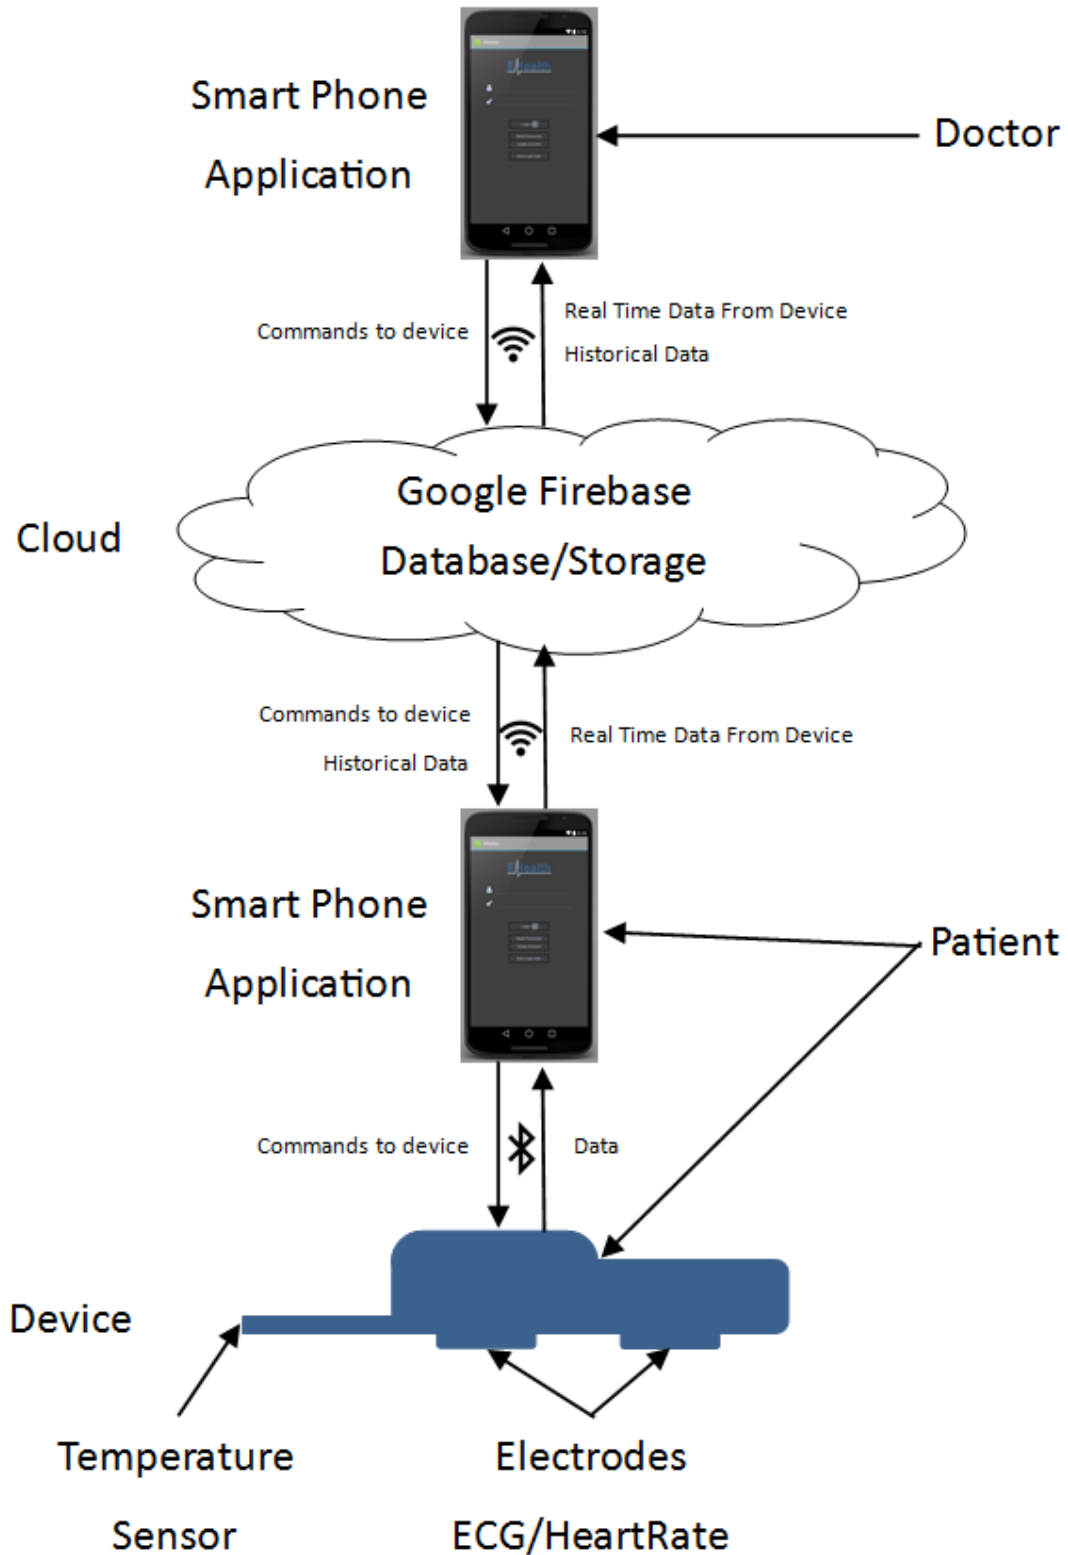 Smart Phone
Application
Doctor
Commands to device
Real Time Data From Device
Historical Data
Google Firebase
Database/Storage
Cloud
Commands to device
Historical Data
Real Time Data From Device
Smart Phone
Application
Patient
Commands to device
Data
Device
Temperature
Sensor
Electrodes
ECG/HeartRate